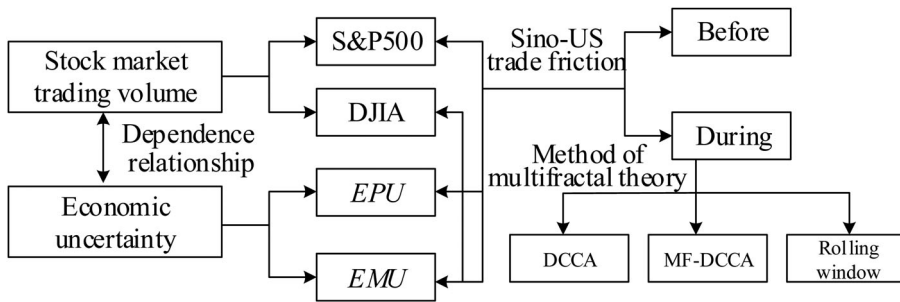 Stock market
trading volume
Dependence
relationship
Economic
uncertainty
S&P500
DJIA
EPU
EMU
Sino-US
trade friction
Before
During
Method of
multifractal theory
DCCA
MF-DCCA
Rolling
window